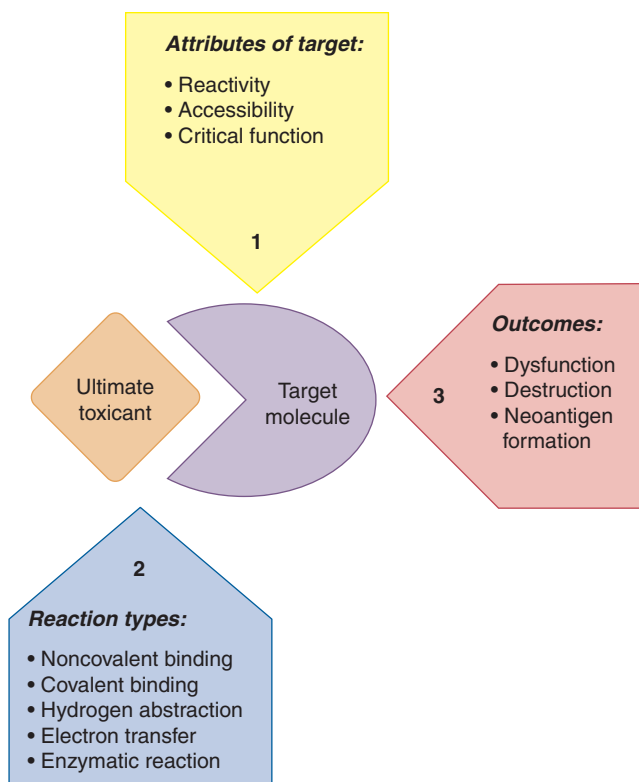 Attributes of target:
• Reactivity
• Accessibility
• Critical function
1
Ultimate
toxicant
Target
molecule
Outcomes:
• Dysfunction
• Destruction
• Neoantigen
formation
3
2
Reaction types:
• Noncovalent binding
• Covalent binding
• Hydrogen abstraction
• Electron transfer
• Enzymatic reaction